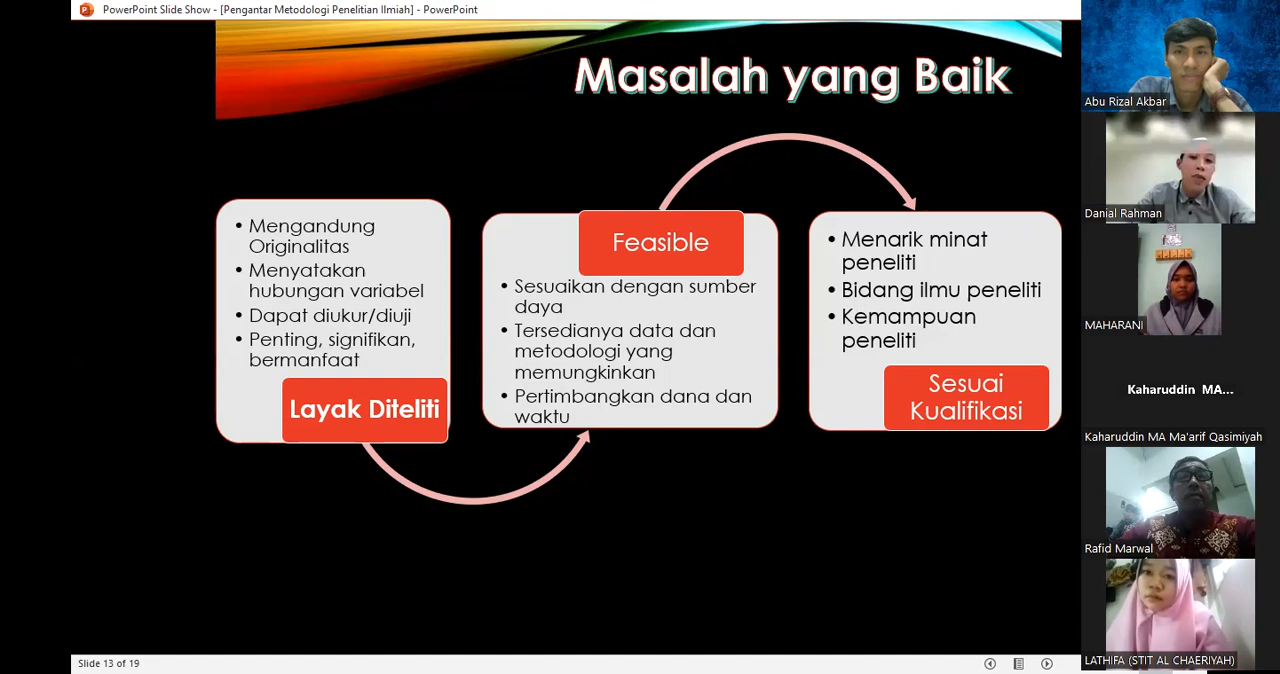 PowerPoint Slide Show - [Pengantar Metodologi Penelitian Ilmiah] - PowerPoint
Masalah yang Baik
• Mengandung
Originalitas
• Menyatakan
hubungan variabel
• Dapat diukur/diuji
• Penting, signifikan,
bermanfaat
Layak Diteliti
Feasible
• Sesuaikan dengan sumber
daya
• Tersedianya data dan
metodologi yang
memungkinkan
• Pertimbangkan dana dan
waktu
• Menarik minat
peneliti
• Bidang ilmu peneliti
• Kemampuan
peneliti
Sesuai
Kualifikasi
Slide 13 of 19
Abu Rizal Akbar
Danial Rahman
MAHARANI
Kaharuddin MA...
Kaharuddin MA Ma'arif Qasimiyah
Rafid Marwal
LATHIFA (STIT AL CHAERIYAH)